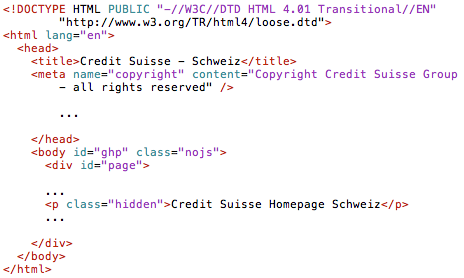 <!DOCTYPE HTML PUBLIC "-//W3C//DTD HTML 4.01 Transitional//EN"
"http://www.w3.org/TR/html4/loose.dtd">
<html lang="en">
<head>
<title>Credit Suisse - Schweiz</title>
<meta name="copyright" content="Copyright Credit Suisse Group
- all rights reserved" />
...
</head>
<body id="ghp" class="nojs">
<div id="page">
...
<p class="hidden">Credit Suisse Homepage Schweiz</p>
...
</div>
</body>
</html>